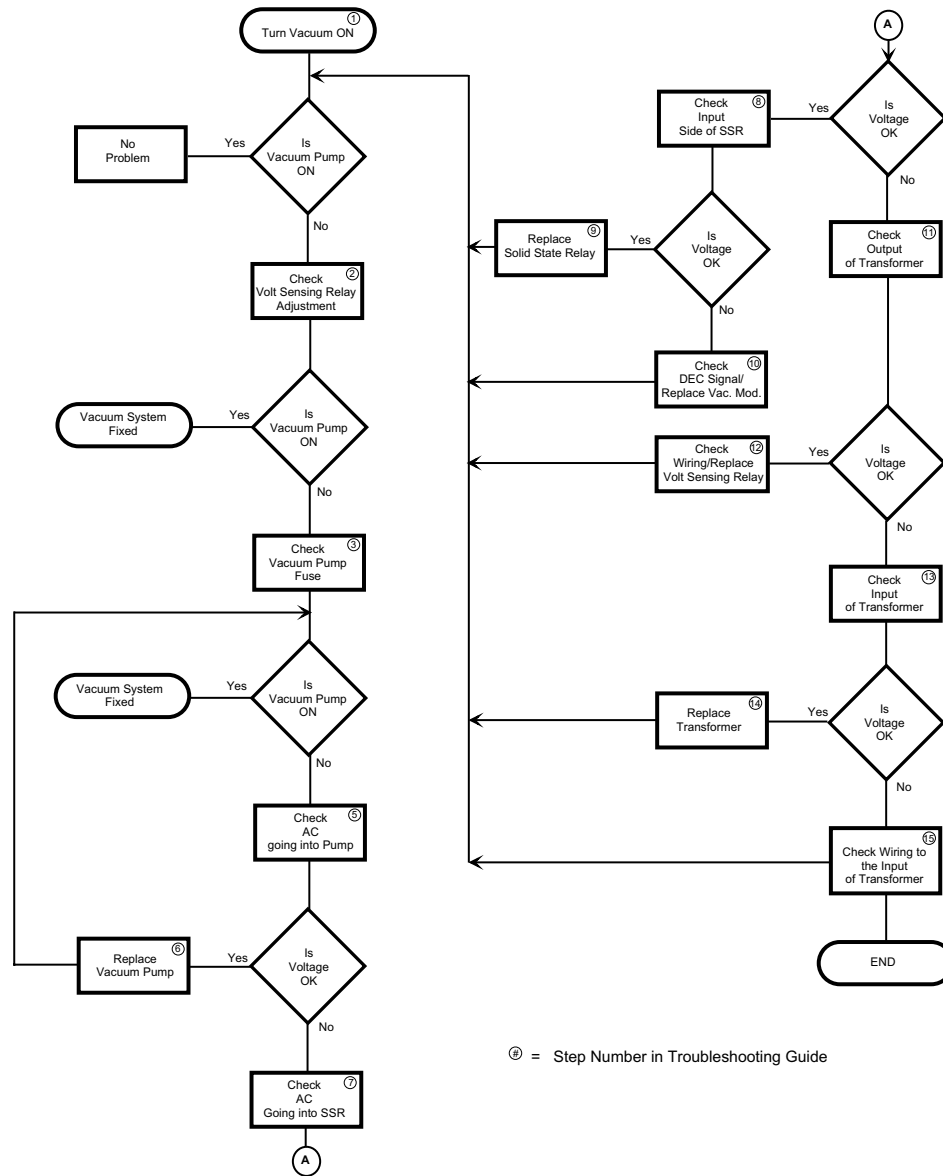 ①
Turn Vacuum ON
Is
Vacuum Pump
ON
Yes
No
Problem
No
②
Check
Volt Sensing Relay
Adjustment
Is
Vacuum Pump
ON
Yes
Vacuum System
Fixed
No
③
Check
Vacuum Pump
Fuse
Is
Vacuum Pump
ON
Yes
Vacuum System
Fixed
No
⑤
Check
AC
going into Pump
Is
Voltage
OK
Yes
⑥
Replace
Vacuum Pump
No
⑦
Check
AC
Going into SSR
A
A
Is
Voltage
OK
Yes
⑧
Check
Input
Side of SSR
Is
Voltage
OK
Yes
⑨
Replace
Solid State Relay
No
⑩
Check
DEC Signal/
Replace Vac. Mod.
No
⑪
Check
Output
of Transformer
Is
Voltage
OK
Yes
⑫
Check
Wiring/Replace
Volt Sensing Relay
No
⑬
Check
Input
of Transformer
Is
Voltage
OK
Yes
⑭
Replace
Transformer
No
⑮
Check Wiring to
the Input
of Transformer
END
# = Step Number in Troubleshooting Guide